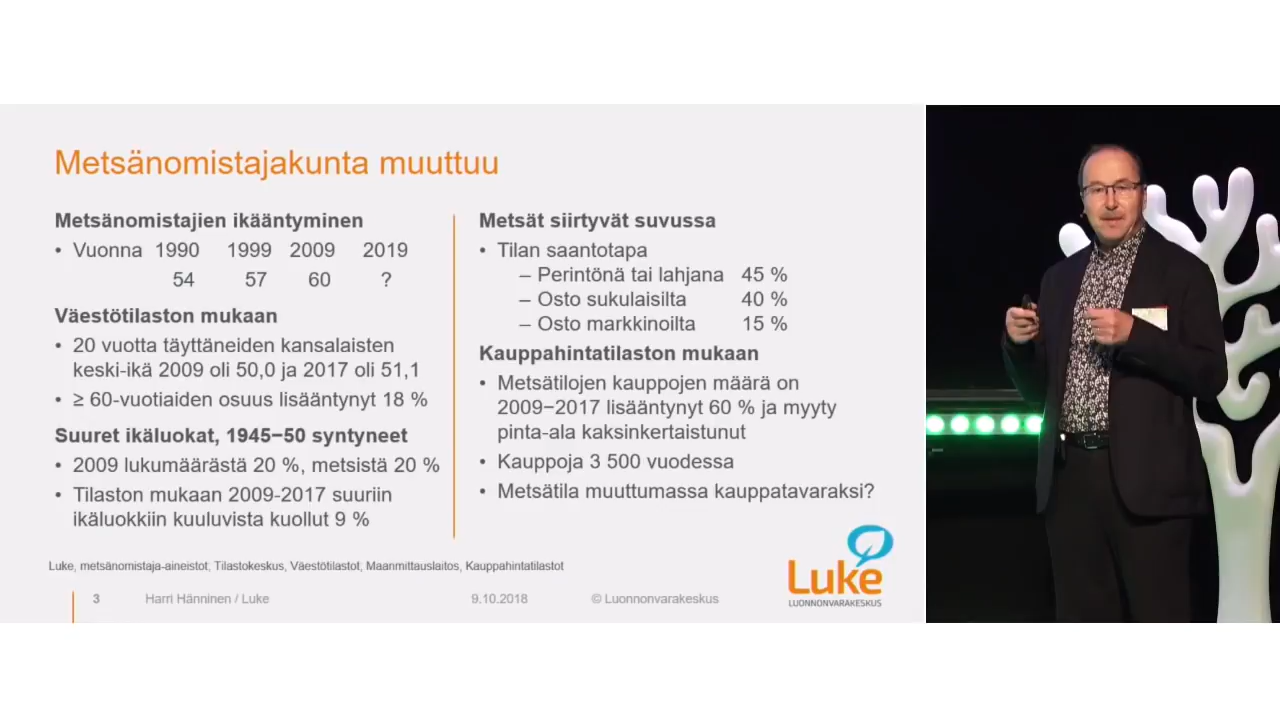 Metsänomistajakunta muuttuu
Metsänomistajien ikääntyminen
• Vuonna 1990 1999 2009 2019
54 57 60 ?
Väestötilaston mukaan
• 20 vuotta täyttäneiden kansalaisten
keski-ikä 2009 oli 50,0 ja 2017 oli 51,1
• ≥ 60-vuotiaiden osuus lisääntynyt 18 %
Suuret ikäluokat, 1945−50 syntyneet
• 2009 lukumäärästä 20 %, metsistä 20 %
• Tilaston mukaan 2009-2017 suuriin
ikäluokkiin kuuluvista kuollut 9 %
Metsät siirtyvät suvussa
• Tilan saantotapa
– Perintönä tai lahjana 45 %
– Osto sukulaisilta 40 %
– Osto markkinoilta 15 %
Kauppahintatilaston mukaan
• Metsätilojen kauppojen määrä on
2009−2017 lisääntynyt 60 % ja myyty
pinta-ala kaksinkertaistunut
• Kauppoja 3 500 vuodessa
• Metsätila muuttumassa kauppatavaraksi?
Luke, metsänomistaja-aineistot, Tilastokeskus, Väestötilastot, Maanmittauslaitos, Kauppahintatilastot
3 Harri Hänninen / Luke 9.10.2018 © Luonnonvarakeskus
Luke
LUONNONVARAKESKUS